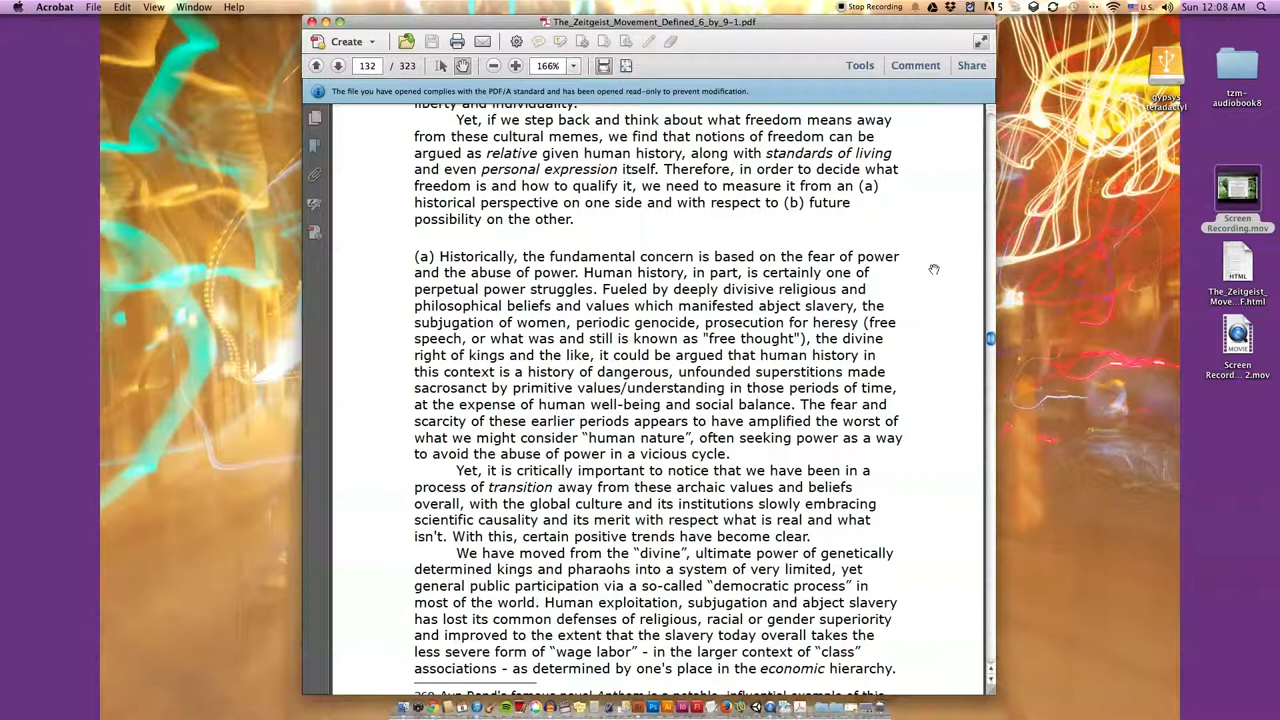 Acrobat File Edit View Window Help
Stop Recording
5
U.S.
Sun 12:08 AM
The_Zeitgeist_Movement_Defined_6_by_9-1.pdf
Create
132 / 323
166%
Tools Comment Share
The file you have opened complies with the PDF/A standard and has been opened read-only to prevent modification.
liberty and individuality.
Yet, if we step back and think about what freedom means away
from these cultural memes, we find that notions of freedom can be
argued as relative given human history, along with standards of living
and even personal expression itself. Therefore, in order to decide what
freedom is and how to qualify it, we need to measure it from an (a)
historical perspective on one side and with respect to (b) future
possibility on the other.
(a) Historically, the fundamental concern is based on the fear of power
and the abuse of power. Human history, in part, is certainly one of
perpetual power struggles. Fueled by deeply divisive religious and
philosophical beliefs and values which manifested abject slavery, the
subjugation of women, periodic genocide, prosecution for heresy (free
speech, or what was and still is known as "free thought"), the divine
right of kings and the like, it could be argued that human history in
this context is a history of dangerous, unfounded superstitions made
sacrosanct by primitive values/understanding in those periods of time,
at the expense of human well-being and social balance. The fear and
scarcity of these earlier periods appears to have amplified the worst of
what we might consider “human nature”, often seeking power as a way
to avoid the abuse of power in a vicious cycle.
Yet, it is critically important to notice that we have been in a
process of transition away from these archaic values and beliefs
overall, with the global culture and its institutions slowly embracing
scientific causality and its merit with respect what is real and what
isn't. With this, certain positive trends have become clear.
We have moved from the “divine”, ultimate power of genetically
determined kings and pharaohs into a system of very limited, yet
general public participation via a so-called “democratic process” in
most of the world. Human exploitation, subjugation and abject slavery
has lost its common defenses of religious, racial or gender superiority
and improved to the extent that the slavery today overall takes the
less severe form of “wage labor” - in the larger context of “class”
associations - as determined by one's place in the economic hierarchy.
Ayn Rand's famous novel Anthem is a notable, influential example of this
gypsys
teradactyl
tzm-
audiobook8
Screen
Recording.mov
HTML
The_Zeitgeist_
Move...F.html
MOVIE
Screen
Record... 2.mov